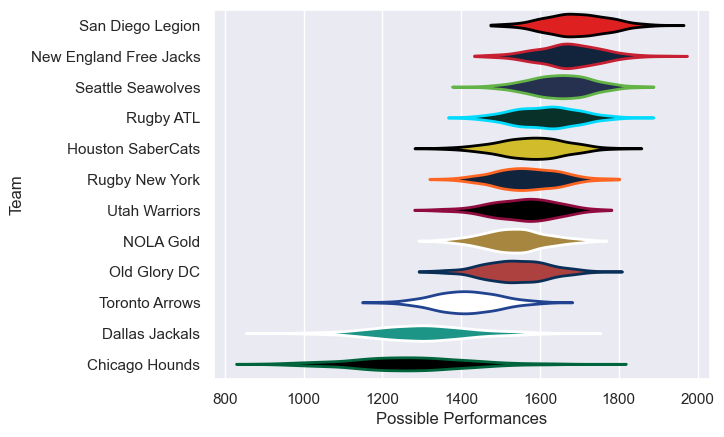 San Diego Legion
New England Free Jacks
Seattle Seawolves
Rugby ATL
Houston SaberCats
Rugby New York
Utah Warriors
NOLA Gold
Old Glory DC
Toronto Arrows
Dallas Jackals
Chicago Hounds
Team
800 1000 1200 1400 1600 1800 2000
Possible Performances